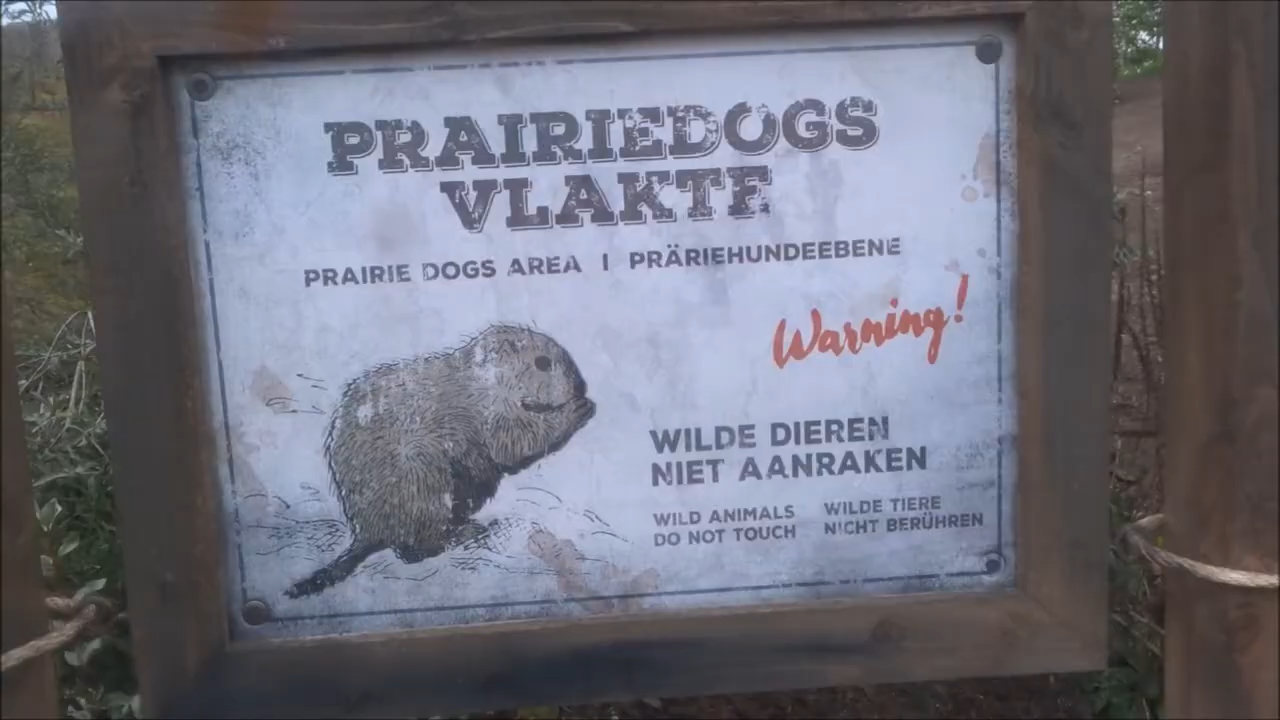 PRAIRIEDOGS
VLAKTE
PRAIRIE DOGS AREA | PRÄRIEHUNDEEBENE
Warning!
WILDE DIEREN
NIET AANRAKEN
WILD ANIMALS
DO NOT TOUCH
WILDE TIERE
NICHT BERÜHREN